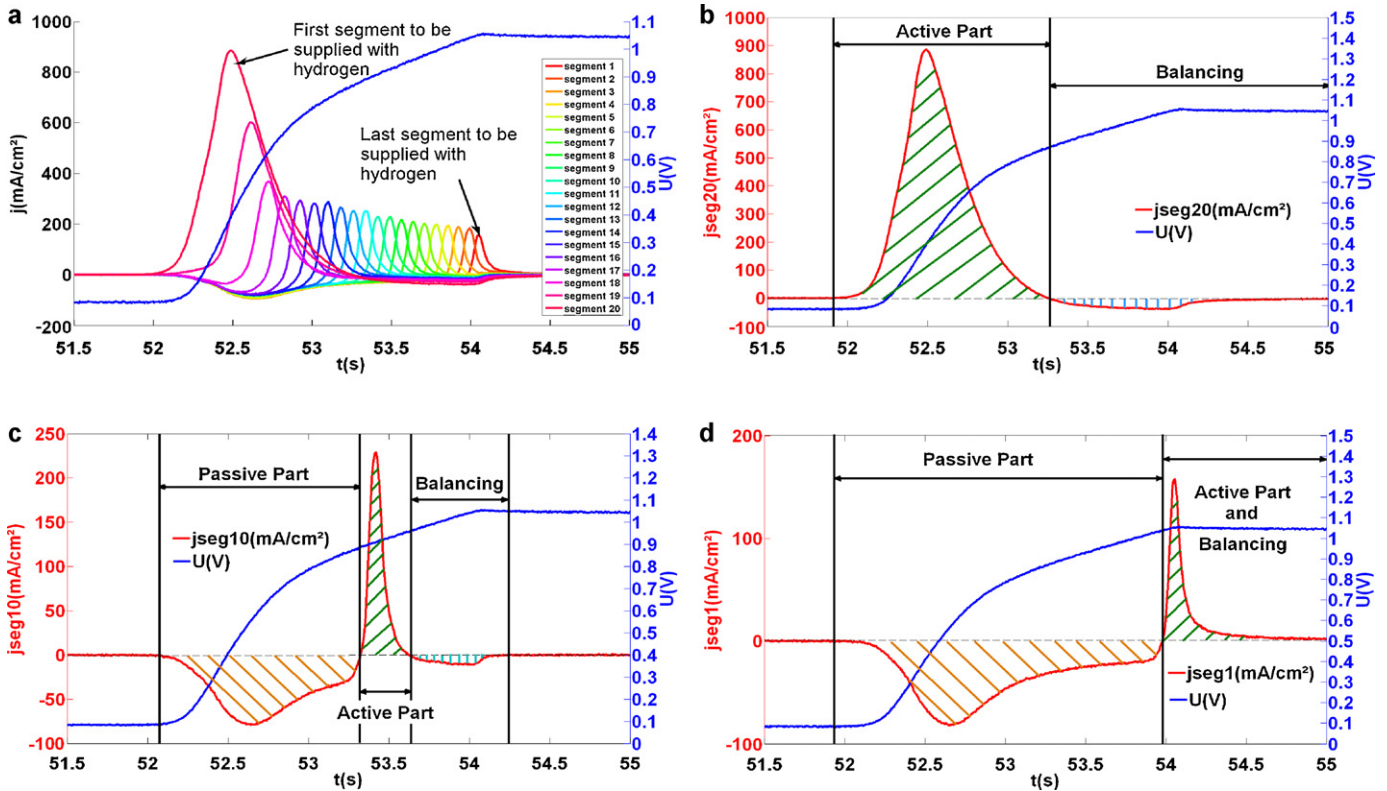 a
First segment to be
supplied with
hydrogen
Last segment to be
supplied with
hydrogen
segment 1
segment 2
segment 3
segment 4
segment 5
segment 6
segment 7
segment 8
segment 9
segment 10
segment 11
segment 12
segment 13
segment 14
segment 15
segment 16
segment 17
segment 18
segment 19
segment 20
j(mA/cm²)
1000
800
600
400
200
0
-100
-200
U(V)
1.1
1
0.9
0.8
0.7
0.6
0.5
0.4
0.3
0.2
0.1
0
51.5 52 52.5 53 53.5 54 54.5 55
t(s)
b
Active Part
Balancing
jseg20(mA/cm²)
U(V)
jseg20(mA/cm²)
1000
900
800
700
600
500
400
300
200
100
0
-100
U(V)
1.5
1.4
1.3
1.2
1.1
1
0.9
0.8
0.7
0.6
0.5
0.4
0.3
0.2
0.1
0
51.5 52 52.5 53 53.5 54 54.5 55
t(s)
c
Passive Part
Balancing
jseg10(mA/cm²)
U(V)
Active Part
jseg10(mA/cm²)
250
200
150
100
50
0
-50
-100
U(V)
1.4
1.3
1.2
1.1
1
0.9
0.8
0.7
0.6
0.5
0.4
0.3
0.2
0.1
0
51.5 52 52.5 53 53.5 54 54.5 55
t(s)
d
Passive Part
Active Part
and
Balancing
jseg1(mA/cm²)
U(V)
jseg1(mA/cm²)
200
100
0
-100
U(V)
1.5
1.4
1.3
1.2
1.1
1
0.9
0.8
0.7
0.6
0.5
0.4
0.3
0.2
0.1
0
51.5 52 52.5 53 53.5 54 54.5 55
t(s)